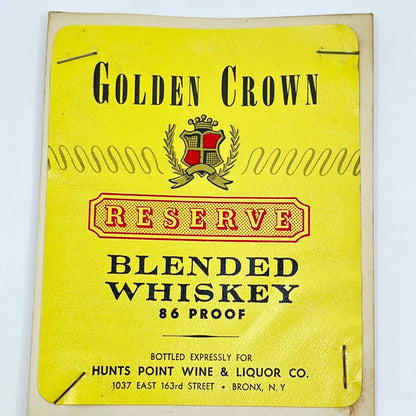 GOLDEN CROWN
RESERVE
BLENDED
WHISKEY
86 PROOF
BOTTLED EXPRESSLY FOR
HUNTS POINT WINE & LIQUOR CO.
1037 EAST 163rd STREET • BRONX, N. Y